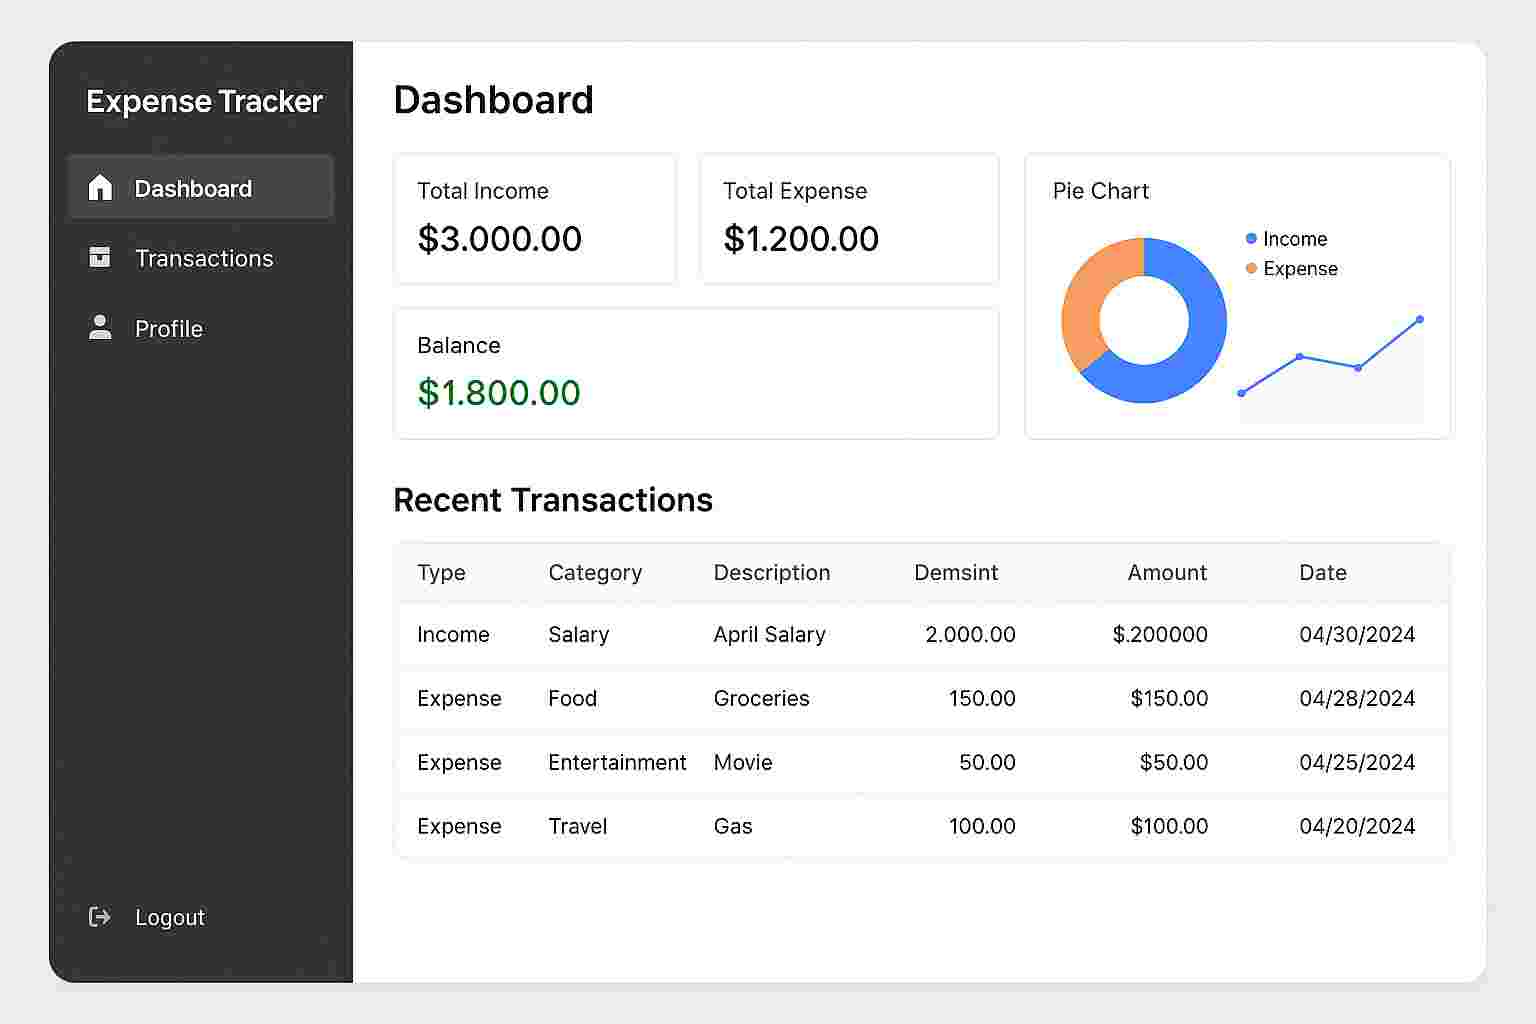 Expense Tracker
Dashboard
Transactions
Profile
Logout
Dashboard
Total Income
$3.000.00
Total Expense
$1.200.00
Balance
$1.800.00
Pie Chart
Income
Expense
Recent Transactions
Type Category Description Demsint Amount Date
Income Salary April Salary 2.000.00 $.200000 04/30/2024
Expense Food Groceries 150.00 $150.00 04/28/2024
Expense Entertainment Movie 50.00 $50.00 04/25/2024
Expense Travel Gas 100.00 $100.00 04/20/2024